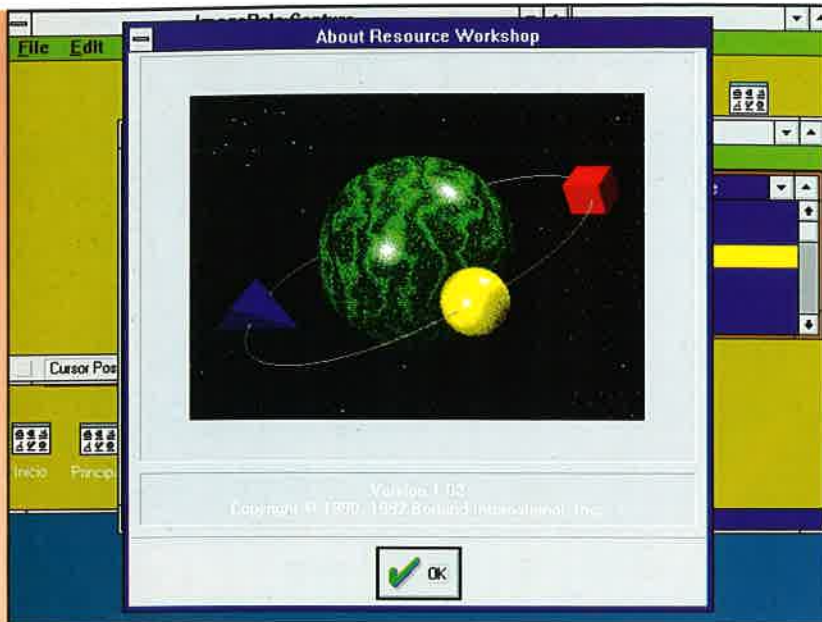 About Resource Workshop
File Edit
Cursor Pos
Inicio Princip
Version 1.02
Copyright © 1990, 1992 Borland International, Inc.
OK